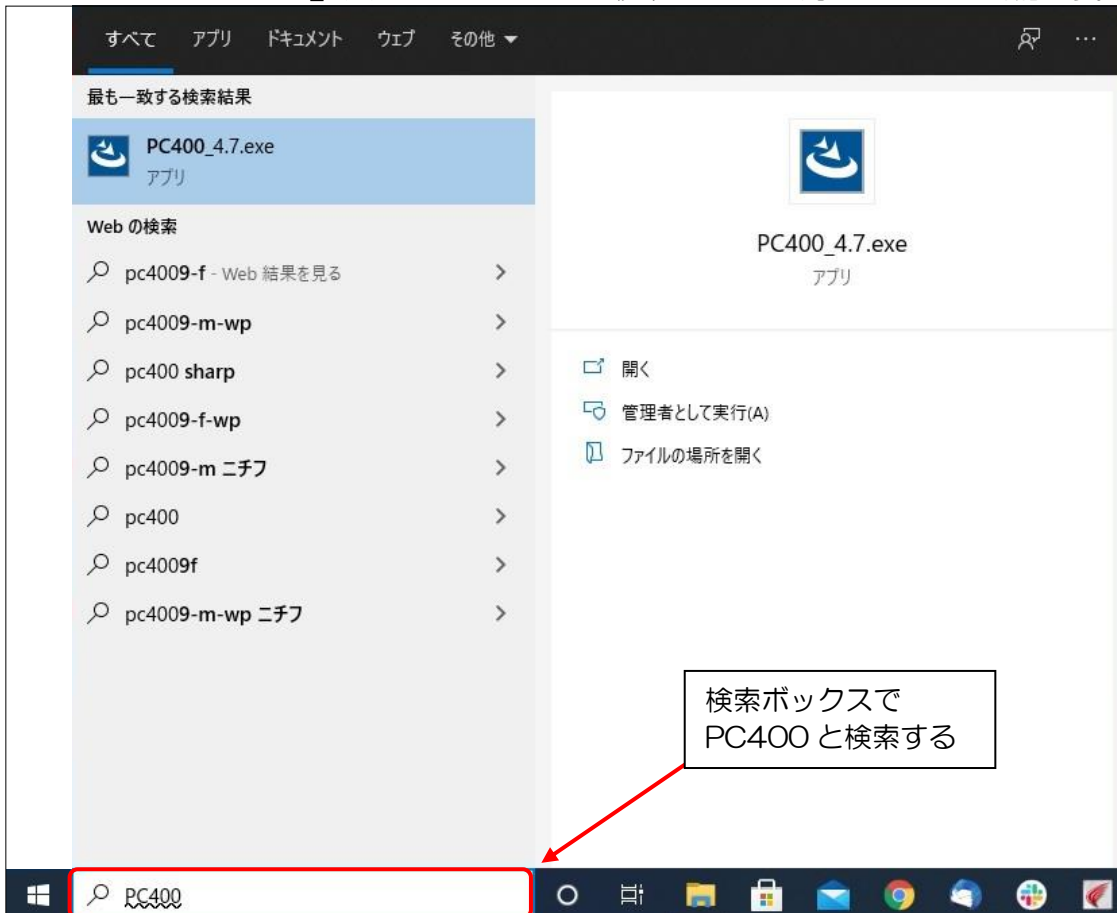 すべて アプリ ドキュメント ウェブ その他
最も一致する検索結果
PC400_4.7.exe
アプリ
Web の検索
pc4009-f - Web 結果を見る
pc4009-m-wp
pc400 sharp
pc4009-f-wp
pc4009-m ニチフ
pc400
pc4009f
pc4009-m-wp ニチフ
PC400_4.7.exe
アプリ
開く
管理者として実行(A)
ファイルの場所を開く
検索ボックスで
PC400 と検索する
PC400